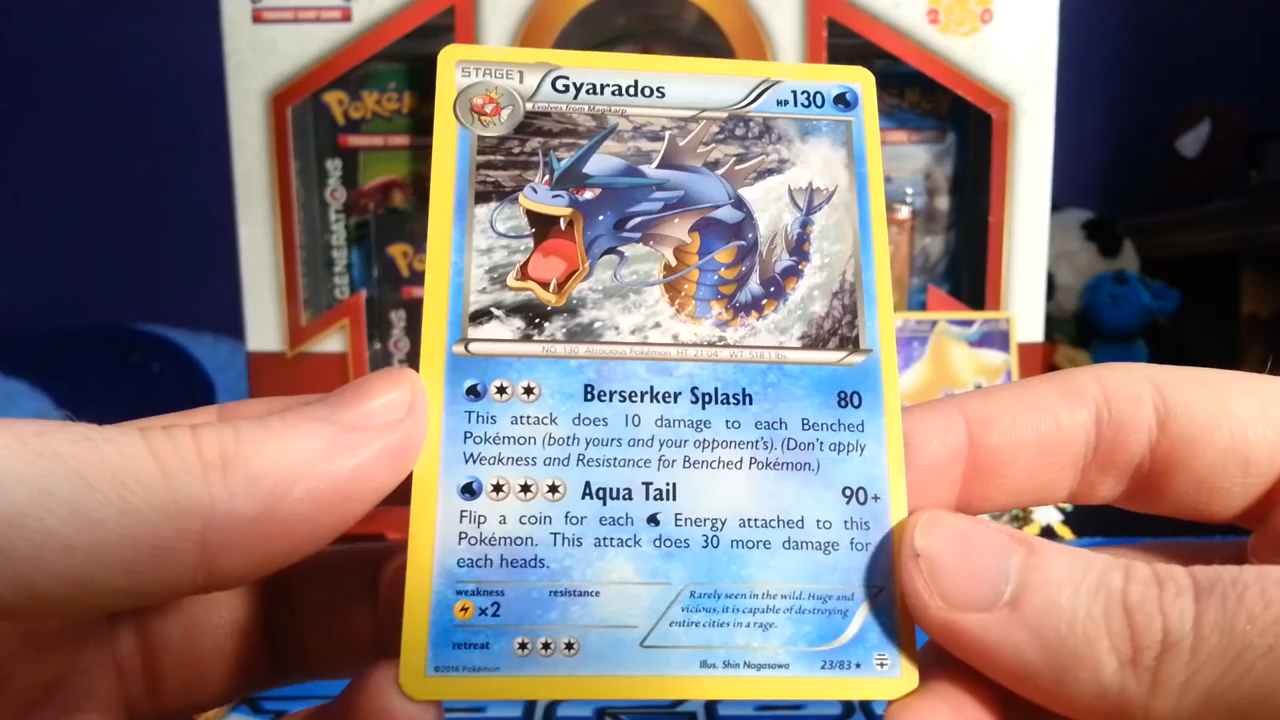 STAGE1
Gyarados
HP130
Evolves from Magikarp
Pokém
GENERATIONS
Po
NO. 130 Atrocious Pokémon HT: 21'04" WT: 518.1 lbs.
Berserker Splash 80
This attack does 10 damage to each Benched
Pokémon (both yours and your opponent's). (Don't apply
Weakness and Resistance for Benched Pokémon.)
Aqua Tail 90+
Flip a coin for each Energy attached to this
Pokémon. This attack does 30 more damage for
each heads.
weakness resistance
x2
Rarely seen in the wild. Huge and
vicious, it is capable of destroying
entire cities in a rage.
retreat
©2016 Pokémon
Illus. Shin Nagasawa
23/83